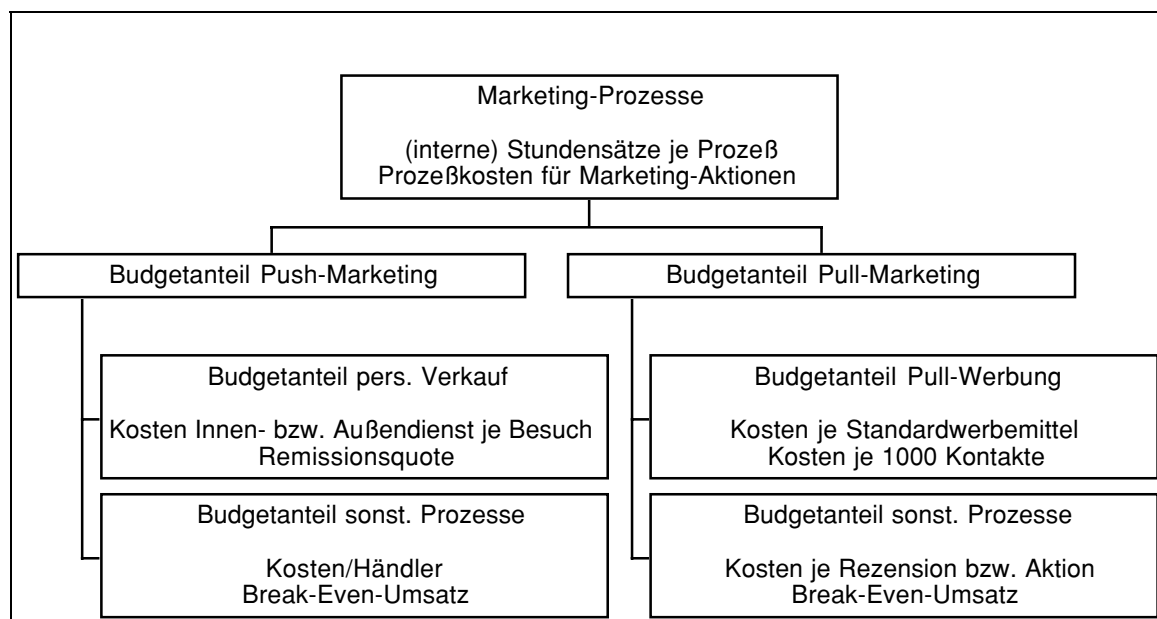 Marketing-Prozesse
(interne) Stundensätze je Prozeß
Prozeßkosten für Marketing-Aktionen
Budgetanteil Push-Marketing
Budgetanteil Pull-Marketing
Budgetanteil pers. Verkauf
Kosten Innen- bzw. Außendienst je Besuch
Remissionsquote
Budgetanteil Pull-Werbung
Kosten je Standardwerbemittel
Kosten je 1000 Kontakte
Budgetanteil sonst. Prozesse
Kosten/Händler
Break-Even-Umsatz
Budgetanteil sonst. Prozesse
Kosten je Rezension bzw. Aktion
Break-Even-Umsatz